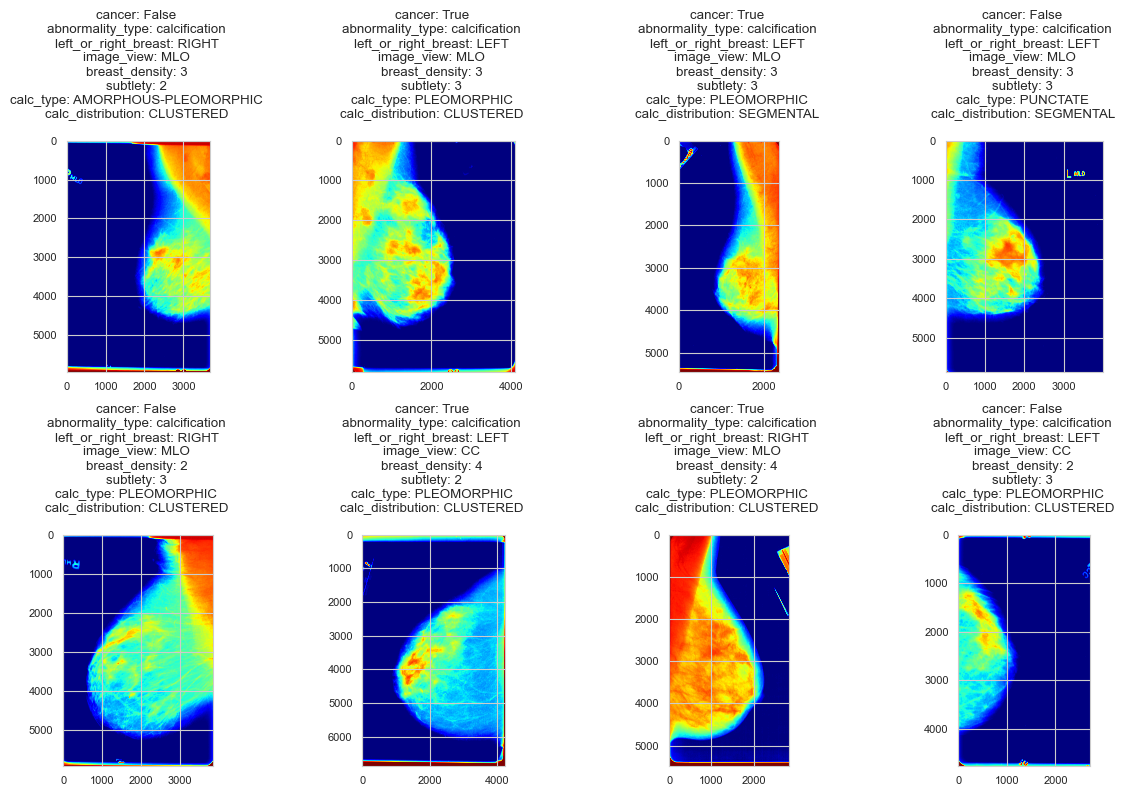 cancer: False
abnormality_type: calcification
left_or_right_breast: RIGHT
image_view: MLO
breast_density: 3
subtlety: 2
calc_type: AMORPHOUS-PLEOMORPHIC
calc_distribution: CLUSTERED
0
1000
2000
3000
4000
5000
0 1000 2000 3000
cancer: True
abnormality_type: calcification
left_or_right_breast: LEFT
image_view: MLO
breast_density: 3
subtlety: 3
calc_type: PLEOMORPHIC
calc_distribution: CLUSTERED
0
1000
2000
3000
4000
5000
0 2000 4000
cancer: True
abnormality_type: calcification
left_or_right_breast: LEFT
image_view: MLO
breast_density: 3
subtlety: 3
calc_type: PLEOMORPHIC
calc_distribution: SEGMENTAL
0
1000
2000
3000
4000
5000
0 2000
cancer: False
abnormality_type: calcification
left_or_right_breast: LEFT
image_view: MLO
breast_density: 3
subtlety: 3
calc_type: PUNCTATE
calc_distribution: SEGMENTAL
0
1000
2000
3000
4000
5000
0 1000 2000 3000
L MLO
cancer: False
abnormality_type: calcification
left_or_right_breast: RIGHT
image_view: MLO
breast_density: 2
subtlety: 3
calc_type: PLEOMORPHIC
calc_distribution: CLUSTERED
0
1000
2000
3000
4000
5000
0 1000 2000 3000
cancer: True
abnormality_type: calcification
left_or_right_breast: LEFT
image_view: CC
breast_density: 4
subtlety: 2
calc_type: PLEOMORPHIC
calc_distribution: CLUSTERED
0
1000
2000
3000
4000
5000
6000
0 2000 4000
cancer: True
abnormality_type: calcification
left_or_right_breast: RIGHT
image_view: MLO
breast_density: 4
subtlety: 2
calc_type: PLEOMORPHIC
calc_distribution: CLUSTERED
0
1000
2000
3000
4000
5000
0 1000 2000
cancer: False
abnormality_type: calcification
left_or_right_breast: LEFT
image_view: CC
breast_density: 2
subtlety: 3
calc_type: PLEOMORPHIC
calc_distribution: CLUSTERED
0
1000
2000
3000
4000
0 1000 2000